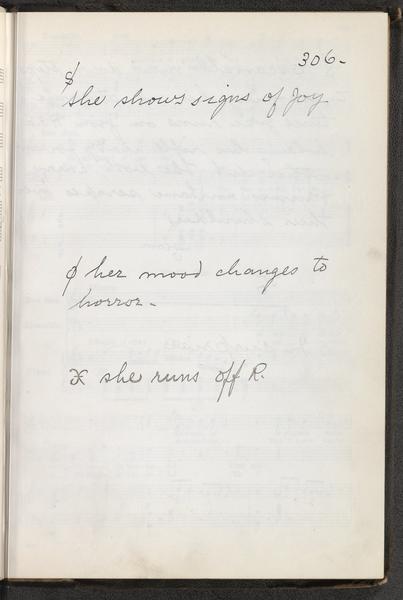 306-
she shows signs of Joy
ϕ her mood changes to
horror-
x she runs off R.